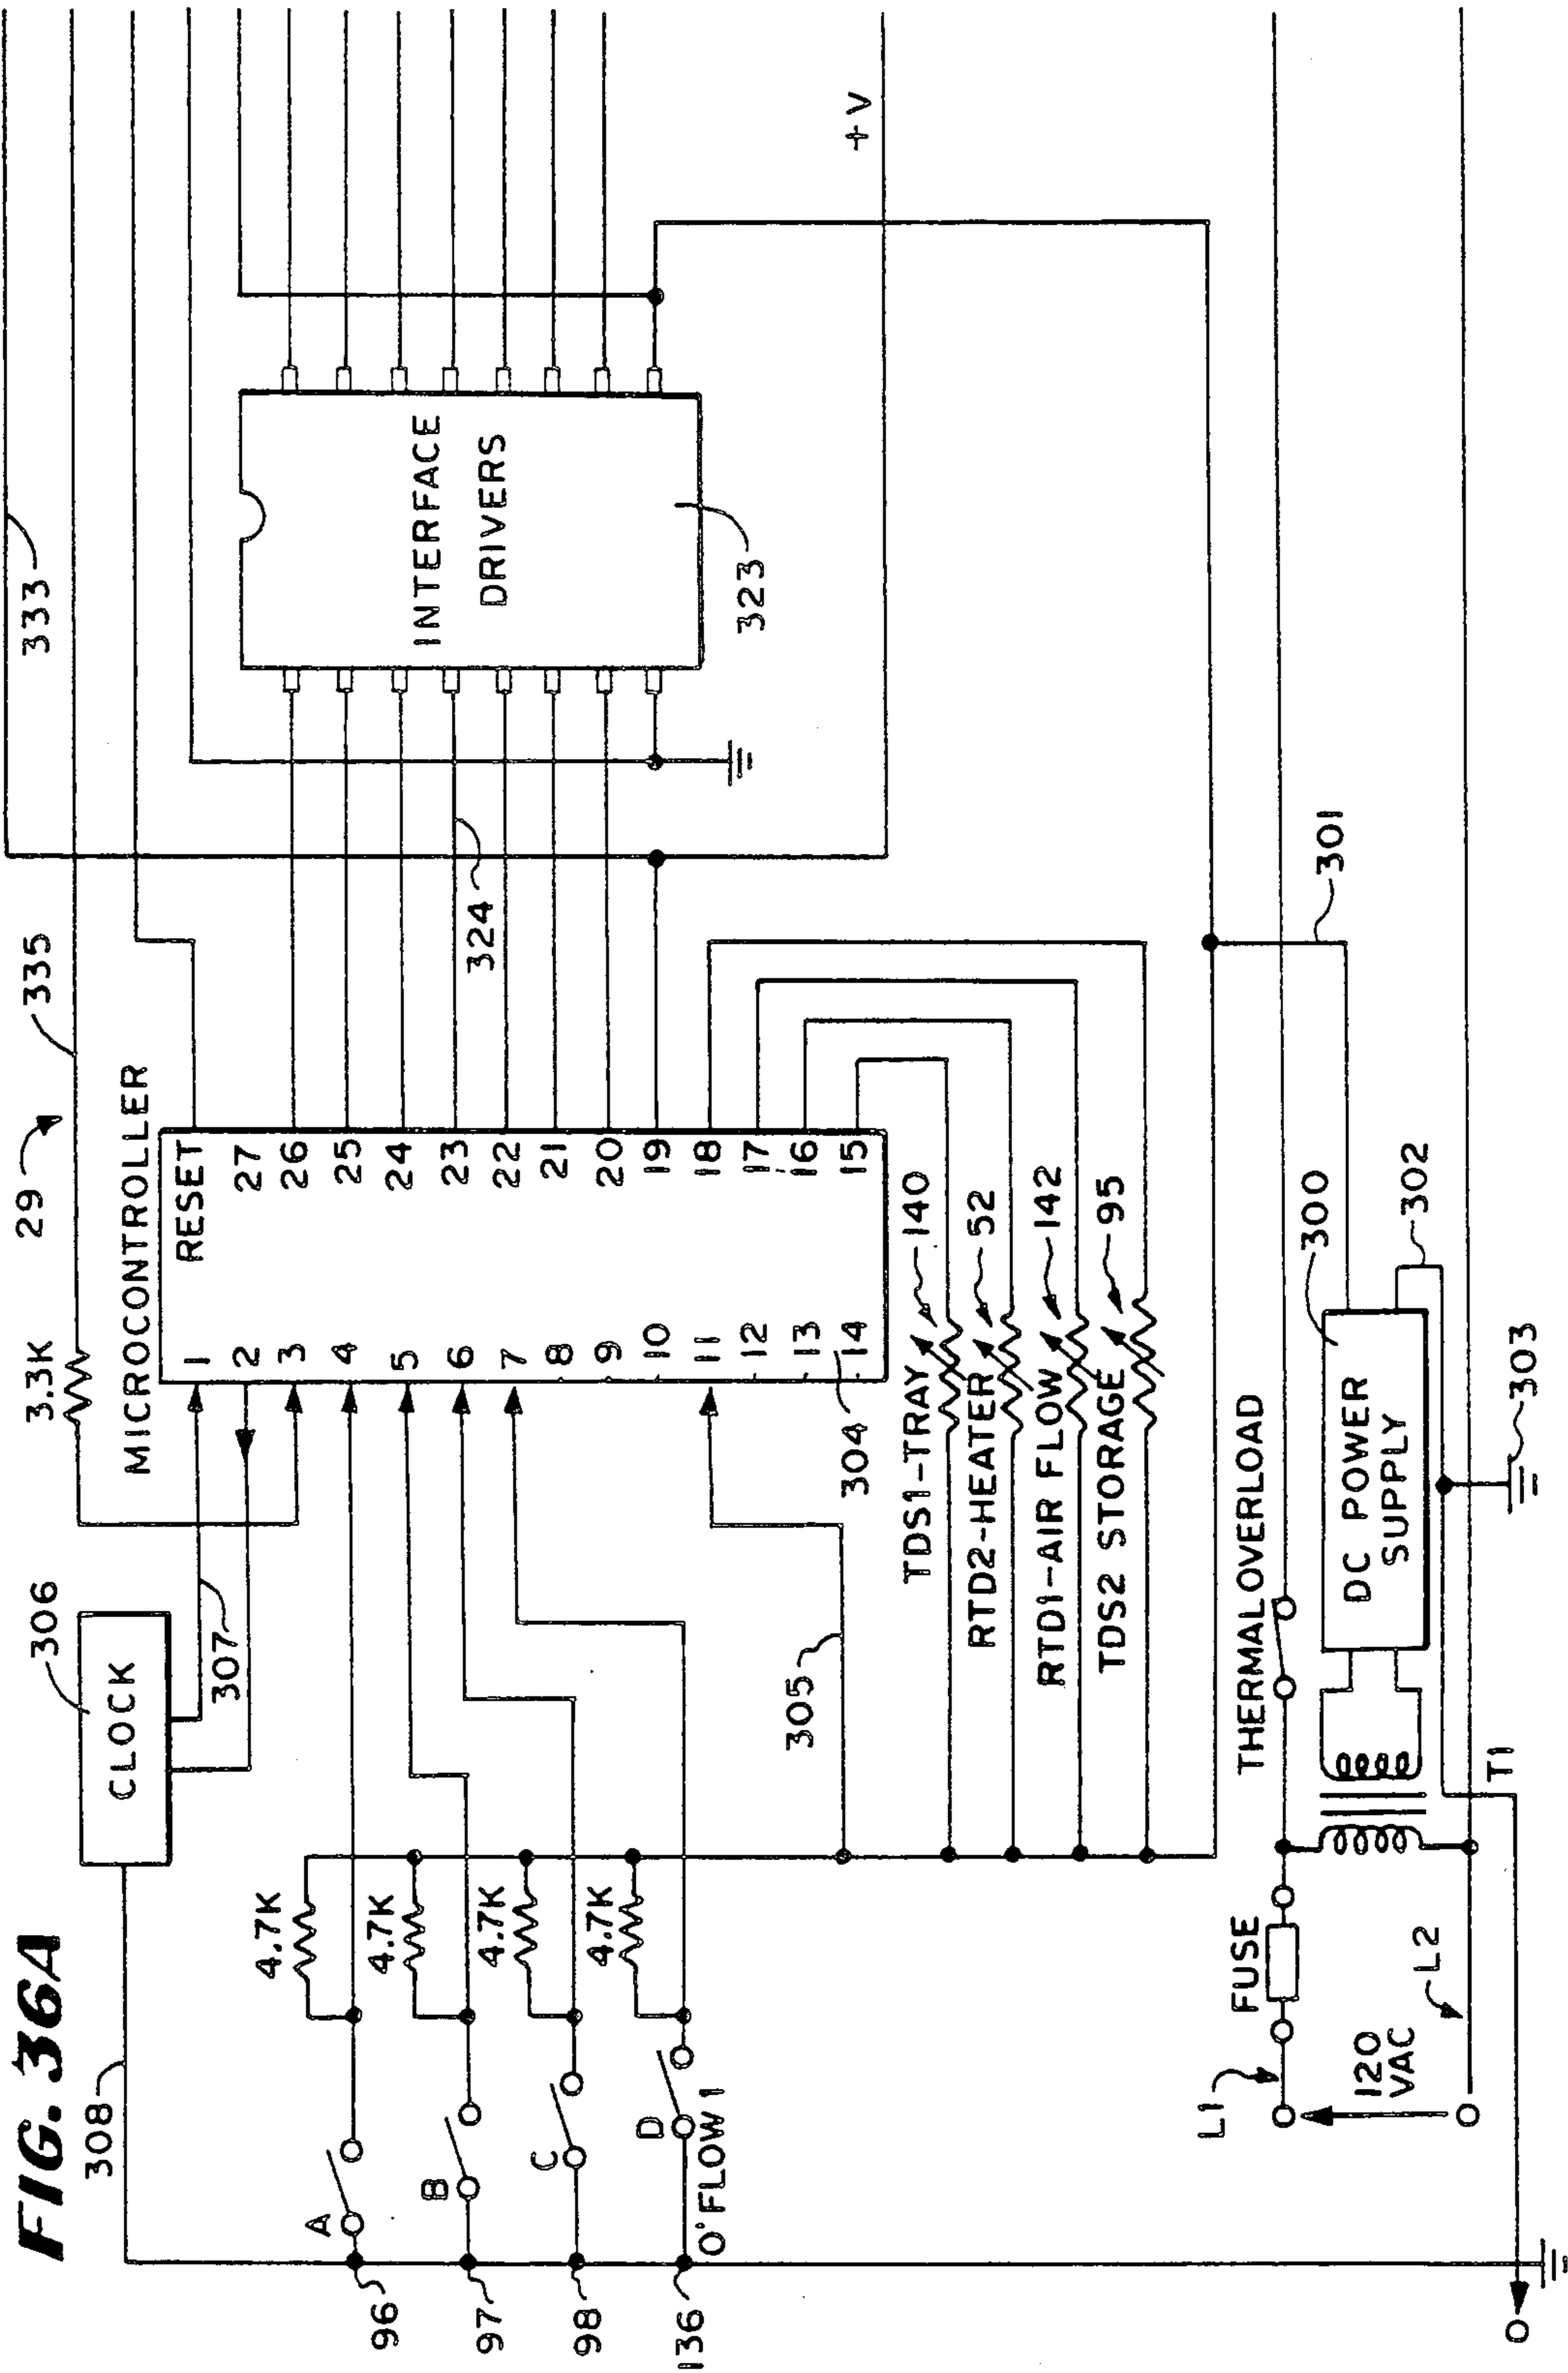 FIG. 36A
308
306
CLOCK
307
3.3K
29
335
333
MICROCONTROLLER
1
2
3
4
5
6
7
8
9
10
11
12
13
14
RESET
27
26
25
24
23
22
21
20
19
18
17
16
15
304
324
INTERFACE
DRIVERS
323
+V
4.7K
4.7K
4.7K
4.7K
A
B
C
D
O'FLOW 1
96
97
98
136
305
TDS1-TRAY
140
RTD2-HEATER
52
RTD1-AIR FLOW
142
TDS2 STORAGE
95
THERMAL OVERLOAD
FUSE
L1
120
VAC
L2
T1
DC POWER
SUPPLY
300
301
302
303
O